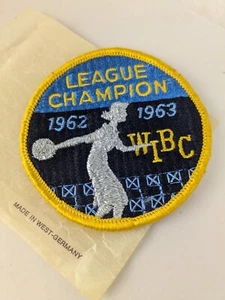 LEAGUE
CHAMPION
1962 1963
WIBC
MADE IN WEST-GERMANY